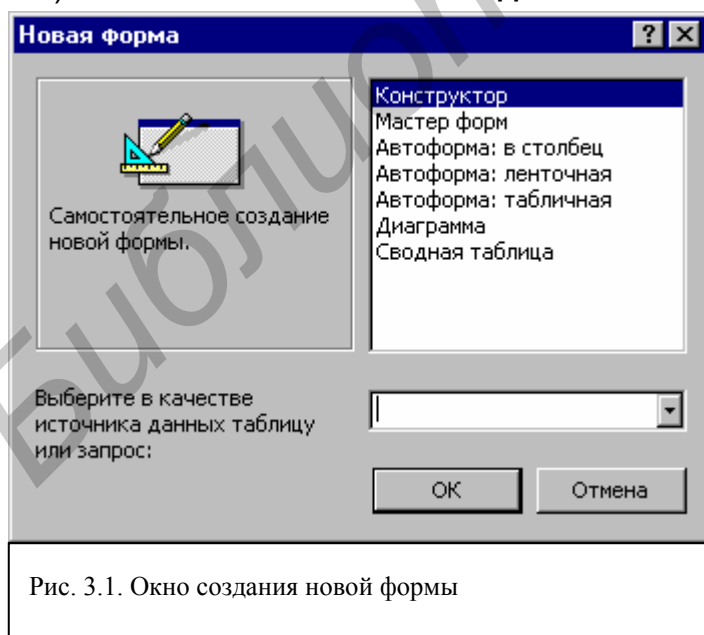 Новая форма
Самостоятельное создание
новой формы.
Конструктор
Мастер форм
Автоформа: в столбец
Автоформа: ленточная
Автоформа: табличная
Диаграмма
Сводная таблица
Выберите в качестве
источника данных таблицу
или запрос:
ОК
Отмена
Рис. 3.1. Окно создания новой формы